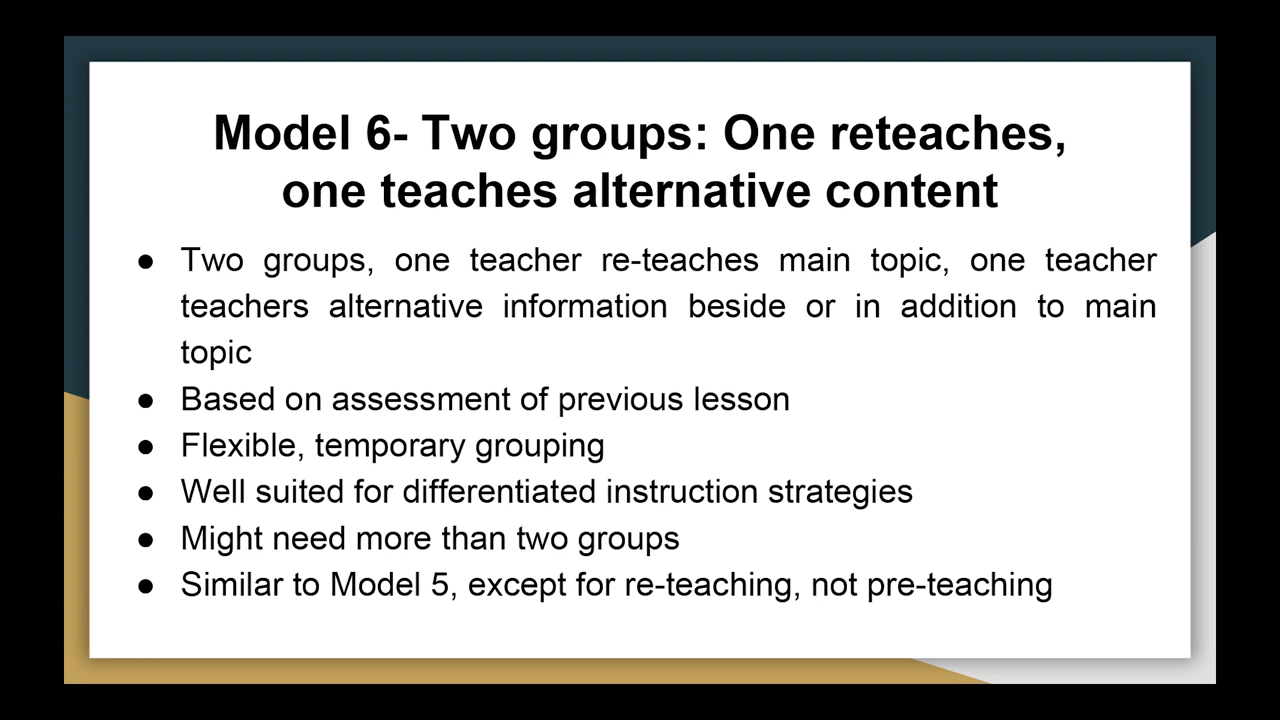 Model 6- Two groups: One reteaches,
one teaches alternative content
● Two groups, one teacher re-teaches main topic, one teacher
teachers alternative information beside or in addition to main
topic
● Based on assessment of previous lesson
● Flexible, temporary grouping
● Well suited for differentiated instruction strategies
● Might need more than two groups
● Similar to Model 5, except for re-teaching, not pre-teaching